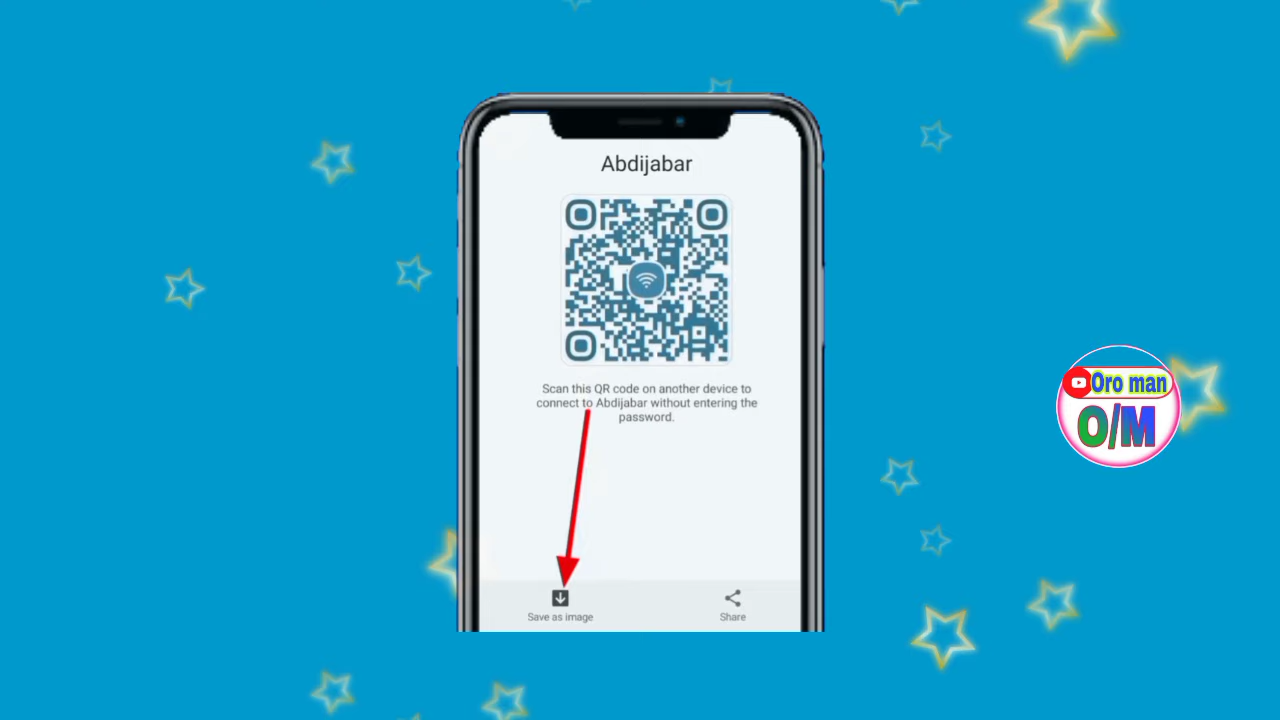 Abdijabar
Scan this QR code on another device to
connect to Abdijabar without entering the
password.
Save as image
Share
Oro man
O/M